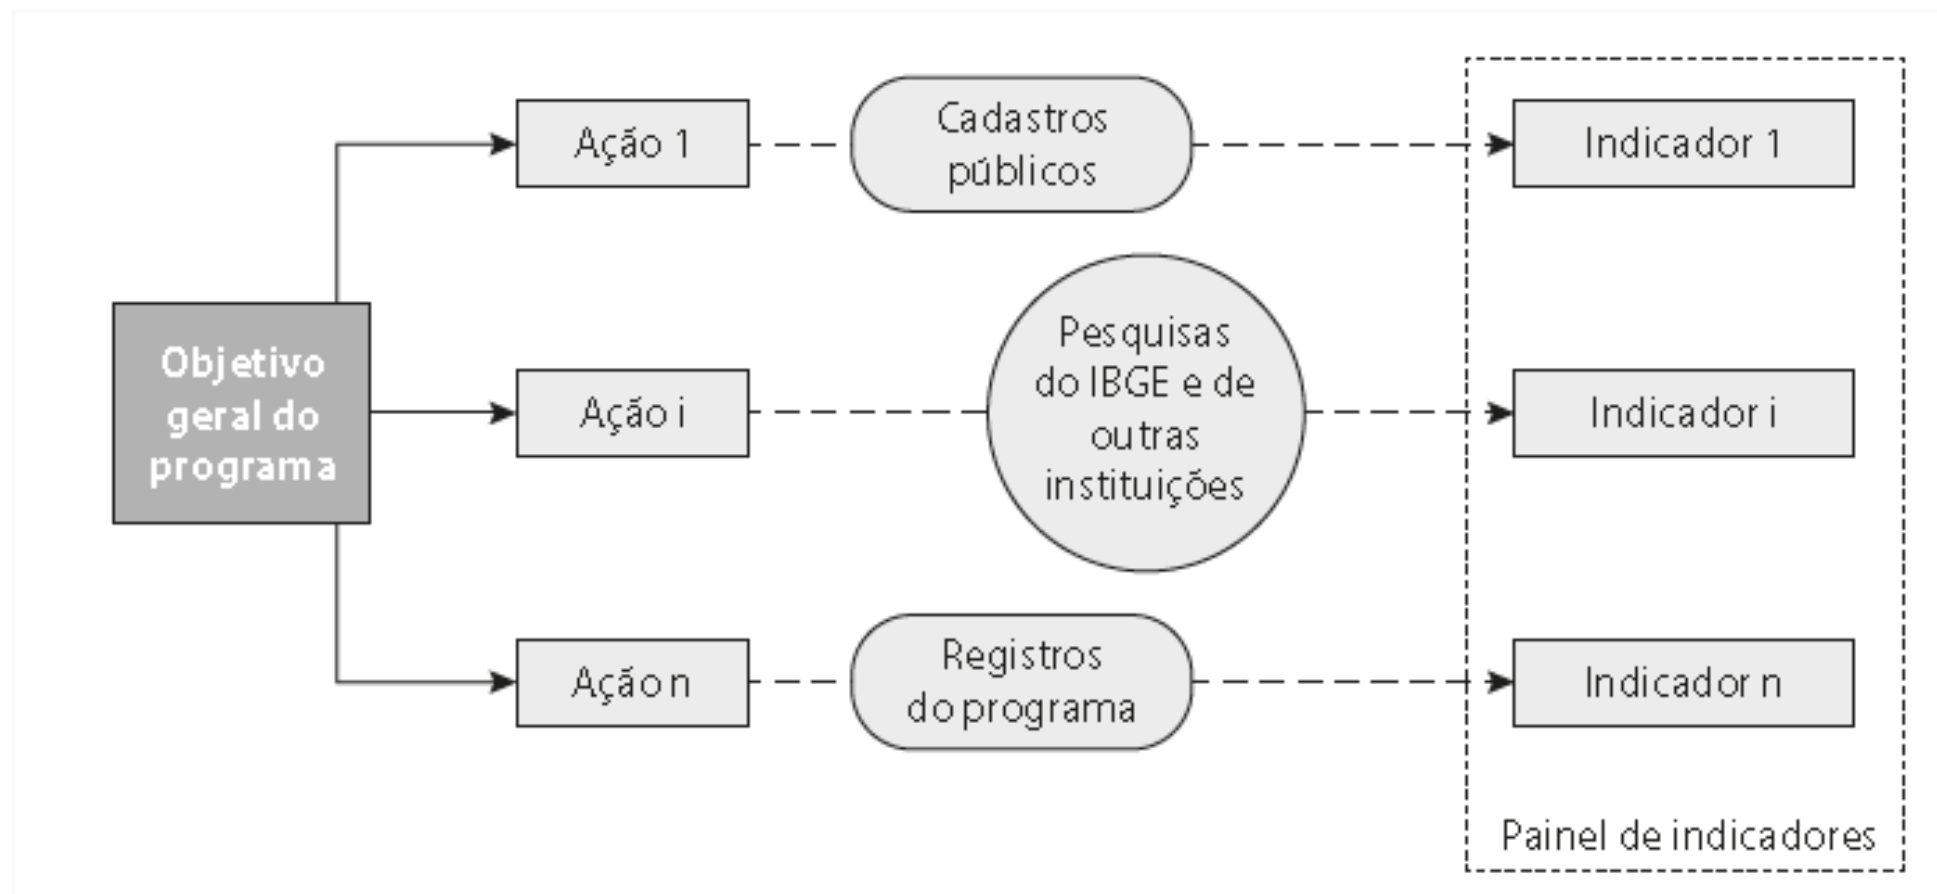 Objetivo
geral do
programa
Ação 1
Cadastros
públicos
Indicador 1
Ação i
Pesquisas
do IBGE e de
outras
instituições
Indicador i
Ação n
Registros
do programa
Indicador n
Painel de indicadores